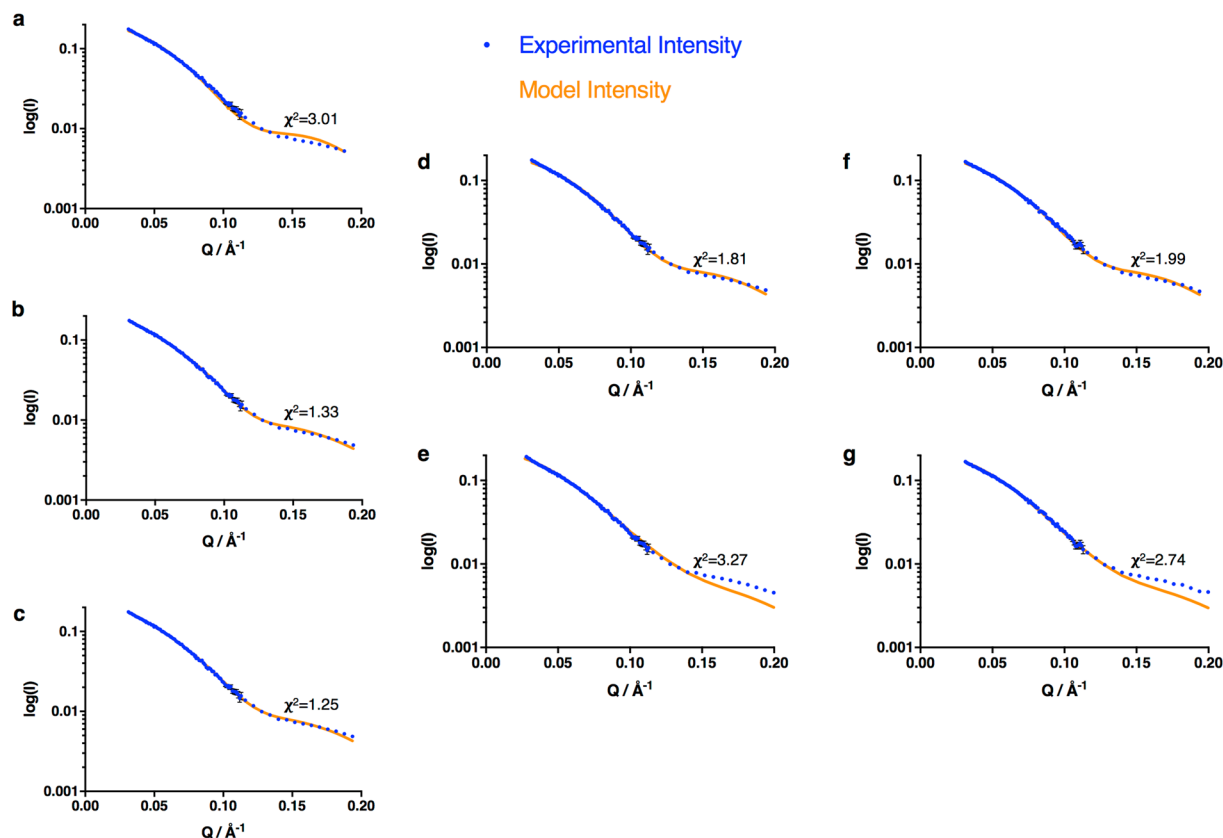 a
0.1
0.01
0.001
log(I)
χ²=3.01
0.00 0.05 0.10 0.15 0.20
Q / Å⁻¹
Experimental Intensity
Model Intensity
b
0.1
0.01
0.001
log(I)
χ²=1.33
0.00 0.05 0.10 0.15 0.20
Q / Å⁻¹
c
0.1
0.01
0.001
log(I)
χ²=1.25
0.00 0.05 0.10 0.15 0.20
Q / Å⁻¹
d
0.1
0.01
0.001
log(I)
χ²=1.81
0.00 0.05 0.10 0.15 0.20
Q / Å⁻¹
e
0.1
0.01
0.001
log(I)
χ²=3.27
0.00 0.05 0.10 0.15 0.20
Q / Å⁻¹
f
0.1
0.01
0.001
log(I)
χ²=1.99
0.00 0.05 0.10 0.15 0.20
Q / Å⁻¹
g
0.1
0.01
0.001
log(I)
χ²=2.74
0.00 0.05 0.10 0.15 0.20
Q / Å⁻¹